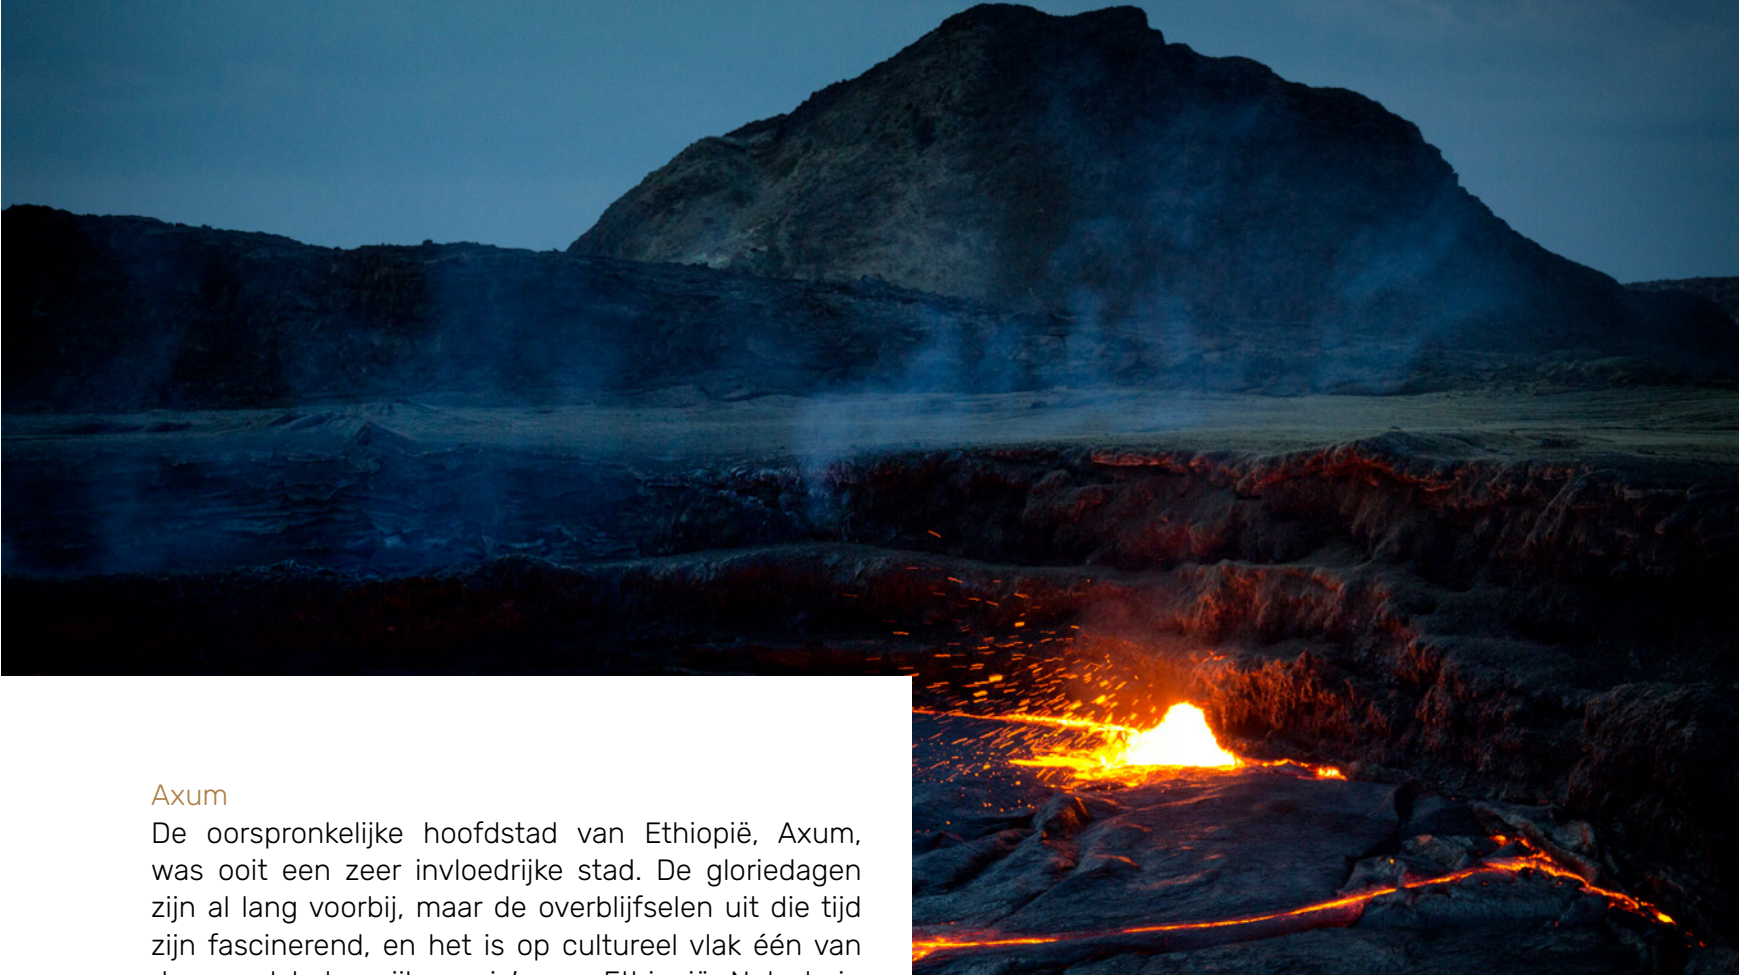 Axum
De oorspronkelijke hoofdstad van Ethiopië, Axum,
was ooit een zeer invloedrijke stad. De gloriedagen
zijn al lang voorbij, maar de overblijfselen uit die tijd
zijn fascinerend, en het is op cultureel vlak één van